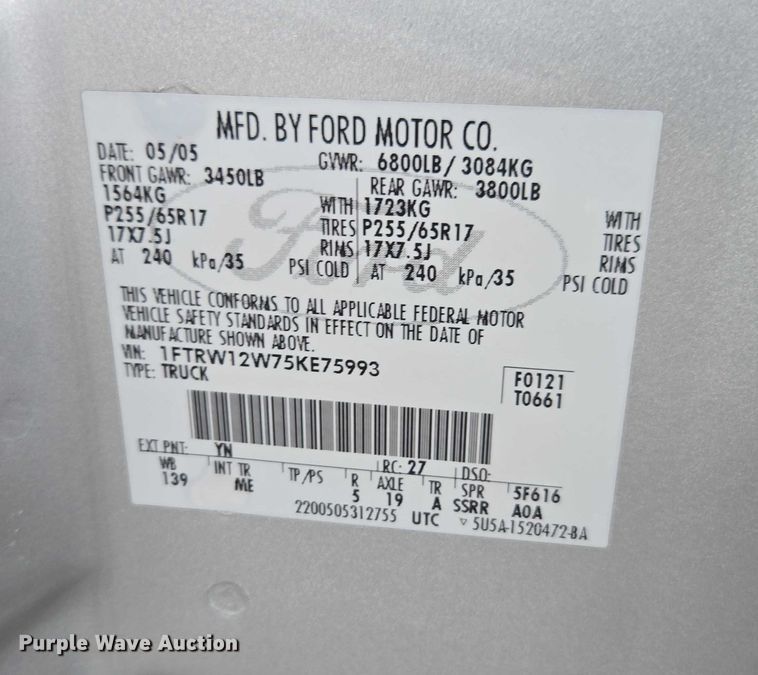 MFD. BY FORD MOTOR CO.
DATE: 05/05 GVWR: 6800LB/ 3084KG
FRONT GAWR: 3450LB REAR GAWR: 3800LB
1564KG WITH 1723KG WITH
P255/65R17 TIRES P255/65R17 TIRES
17X7.5J RIMS 17X7.5J RIMS
AT 240 kPa/35 PSI COLD AT 240 kPa/35 PSI COLD
Ford
THIS VEHICLE CONFORMS TO ALL APPLICABLE FEDERAL MOTOR
VEHICLE SAFETY STANDARDS IN EFFECT ON THE DATE OF
MANUFACTURE SHOWN ABOVE.
VIN: 1FTRW12W75KE75993
TYPE: TRUCK
F0121
T0661
EXT PNT: YN RC: 27 DSO:
WB INT TR TP/PS R AXLE TR SPR 5F616
139 ME 5 19 A SSRR A0A
2200505312755 UTC ▽ 5U5A-1520472-BA
Purple Wave Auction